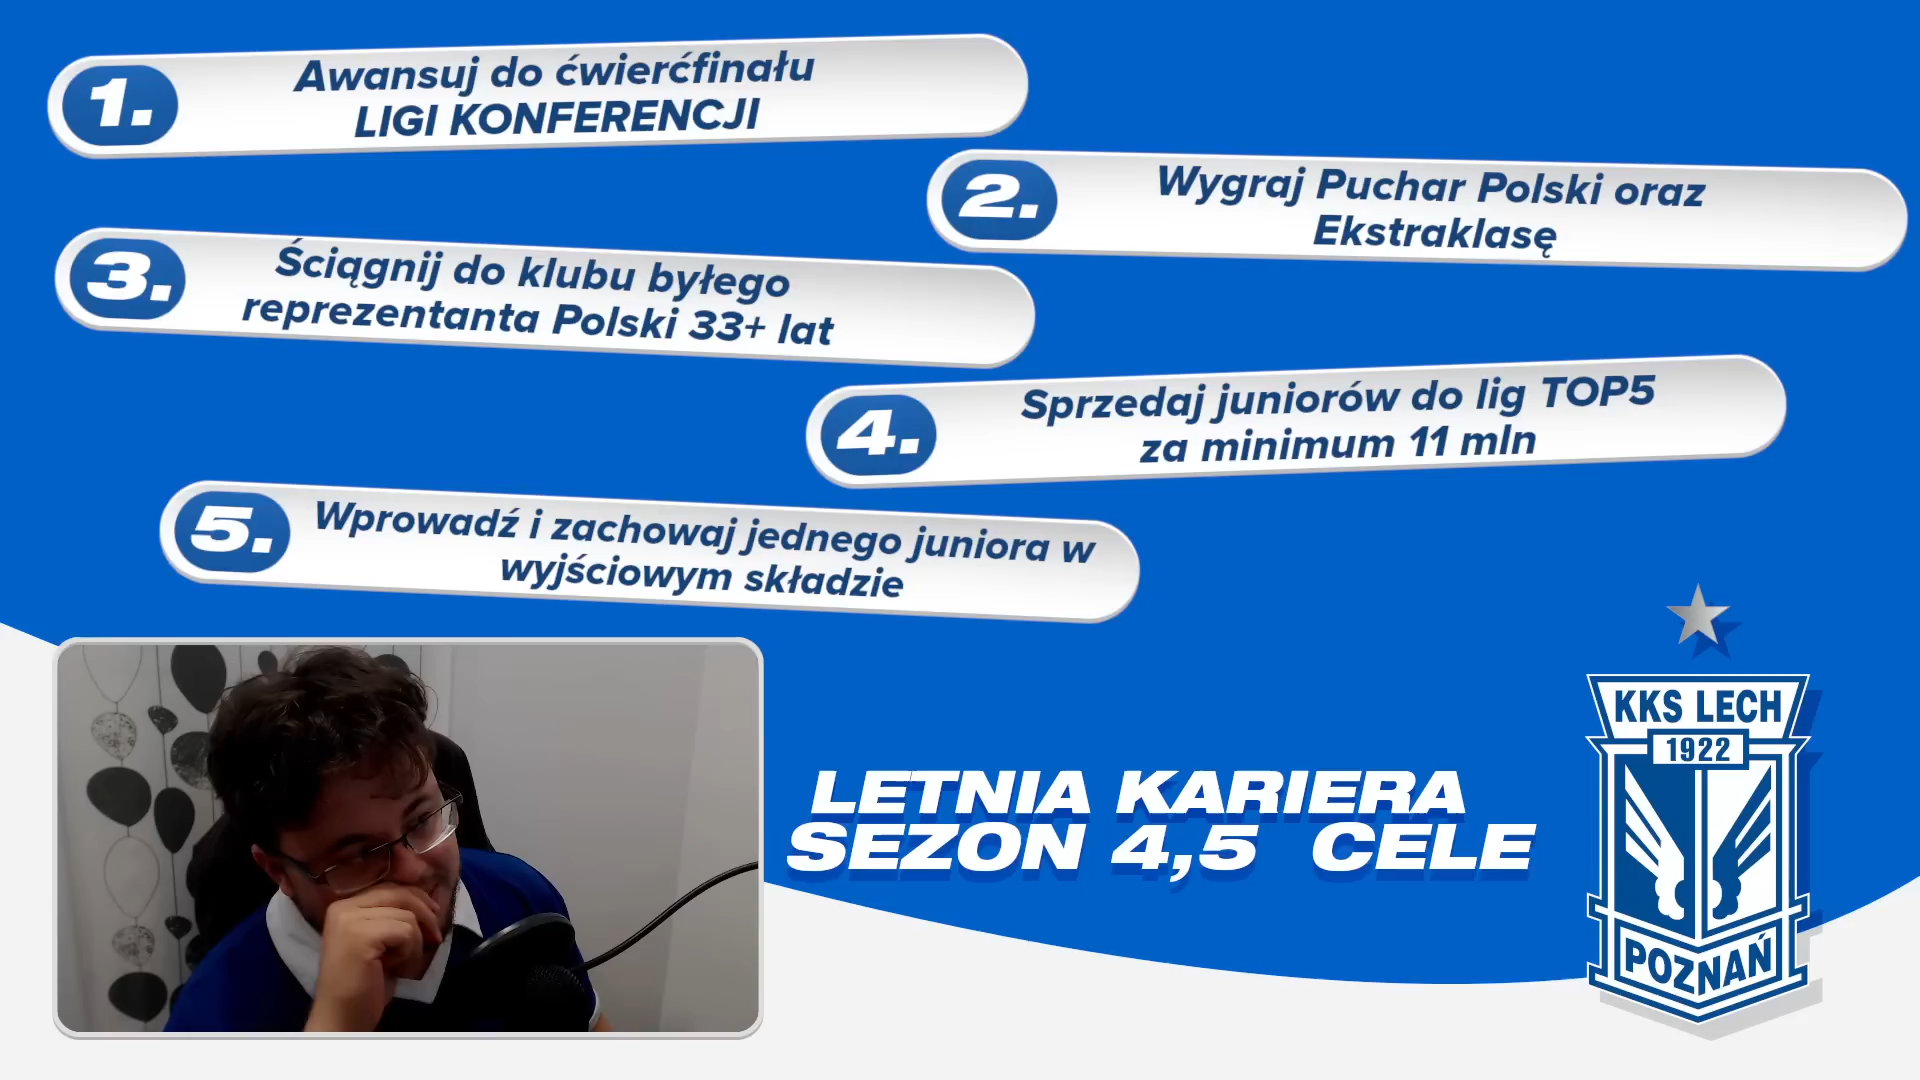 1.
Awansuj do ćwierćfinału
LIGI KONFERENCJI
2.
Wygraj Puchar Polski oraz
Ekstraklasę
3.
Ściągnij do klubu byłego
reprezentanta Polski 33+ lat
4.
Sprzedaj juniorów do lig TOP5
za minimum 11 mln
5.
Wprowadź i zachowaj jednego juniora w
wyjściowym składzie
LETNIA KARIERA
SEZON 4,5 CELE
KKS LECH
1922
POZNAŃ